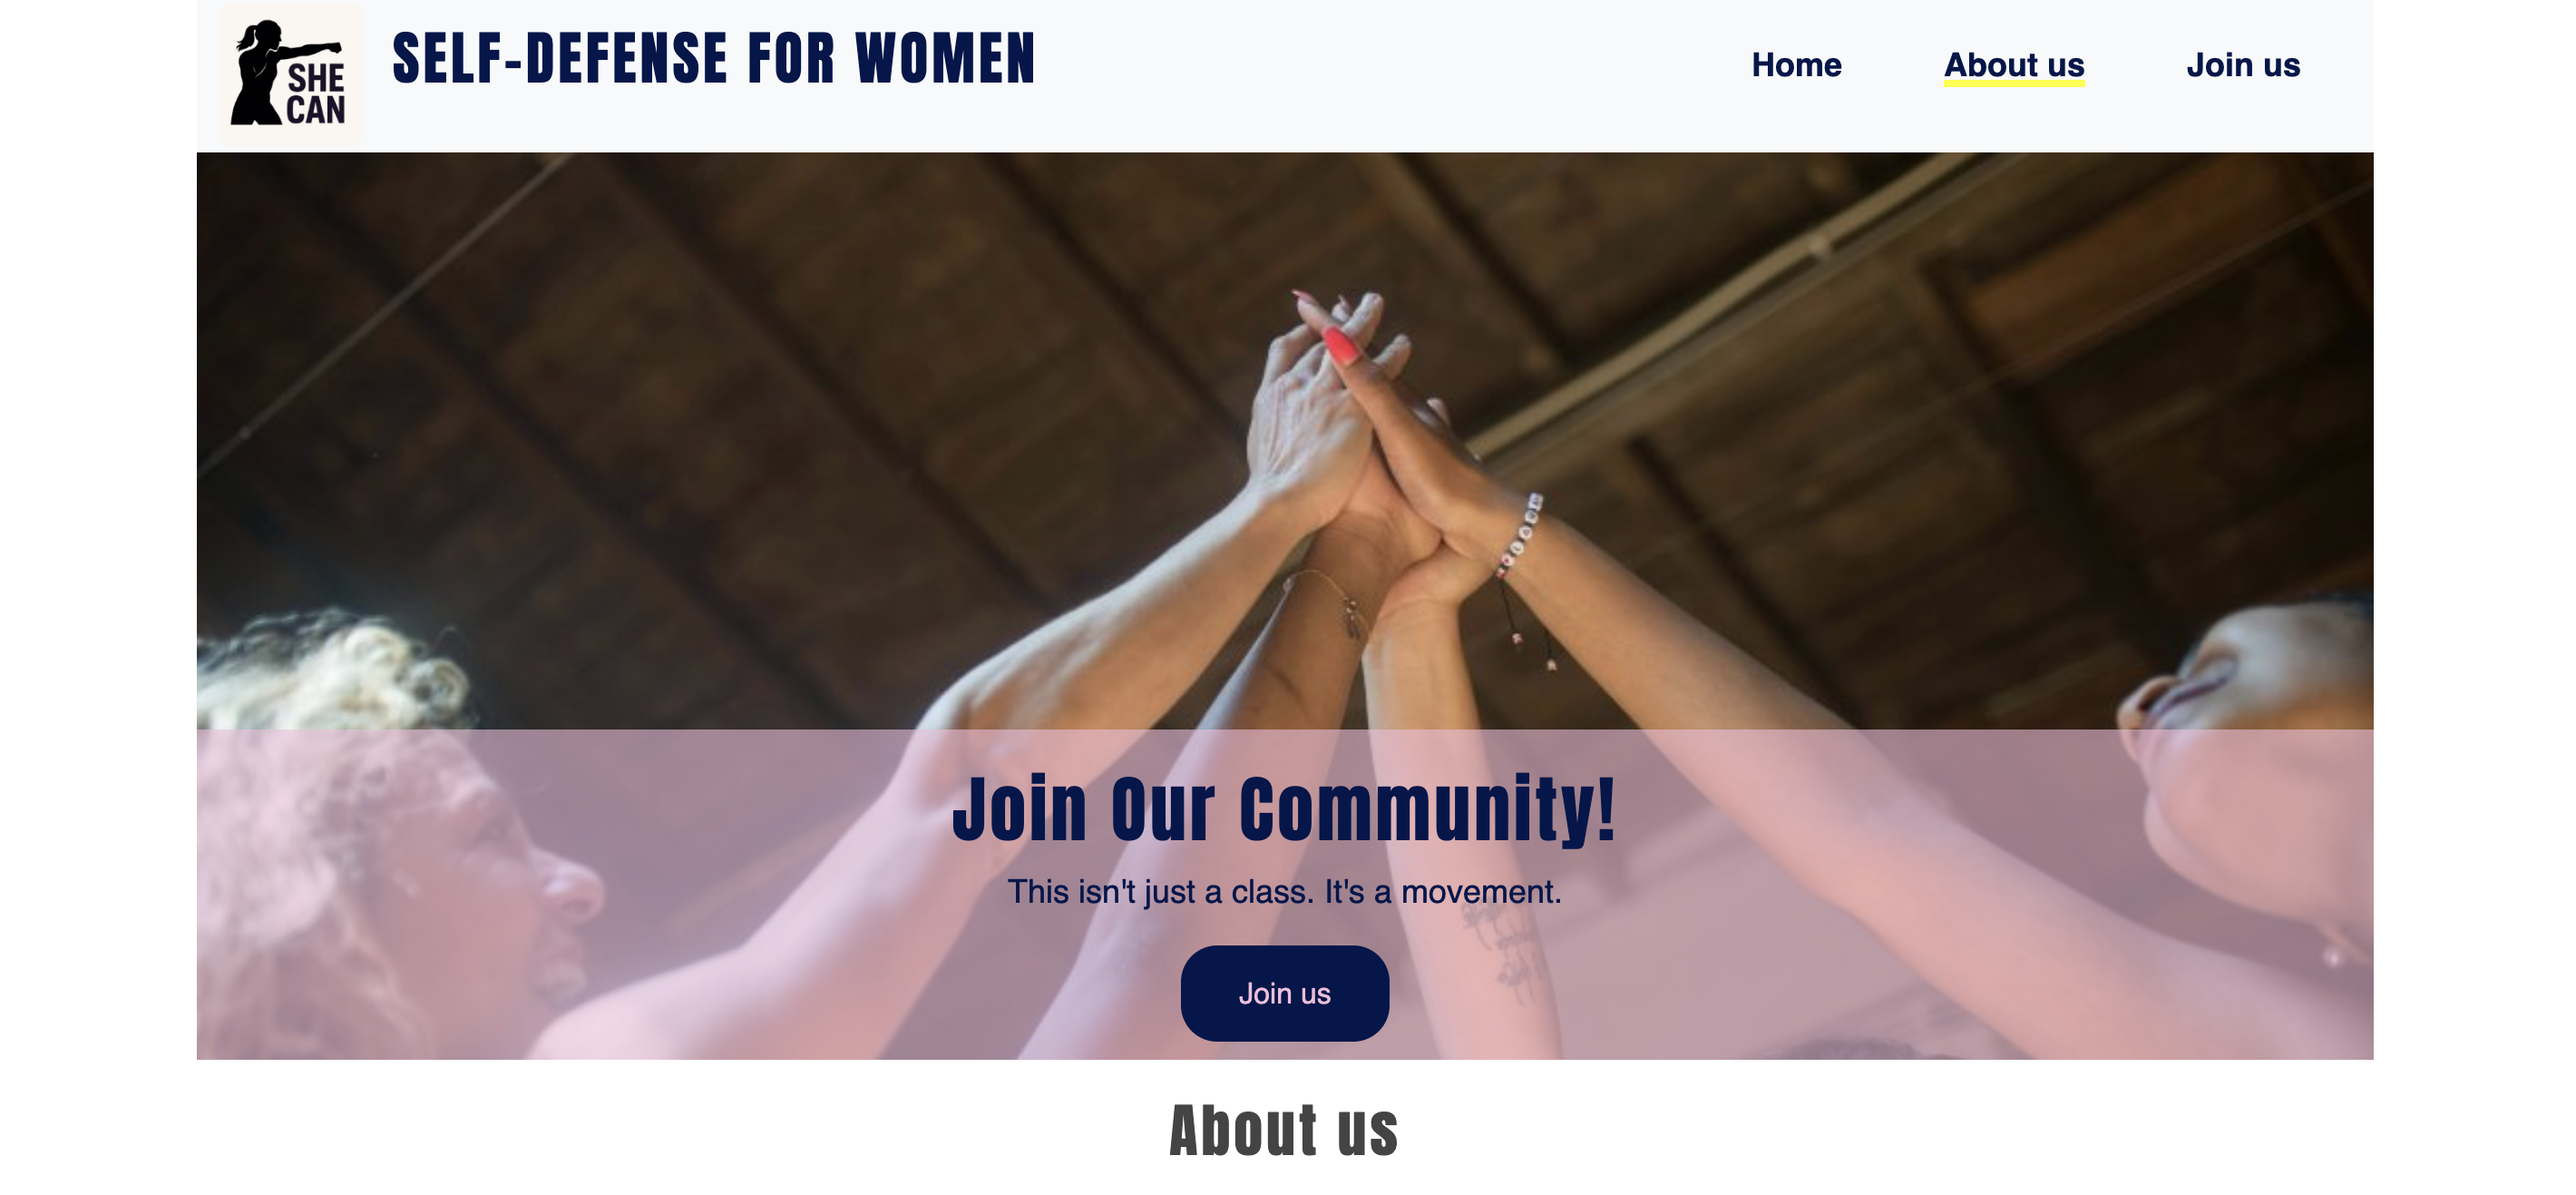 SHE
CAN
SELF-DEFENSE FOR WOMEN
Home
About us
Join us
Join Our Community!
This isn't just a class. It's a movement.
Join us
About us